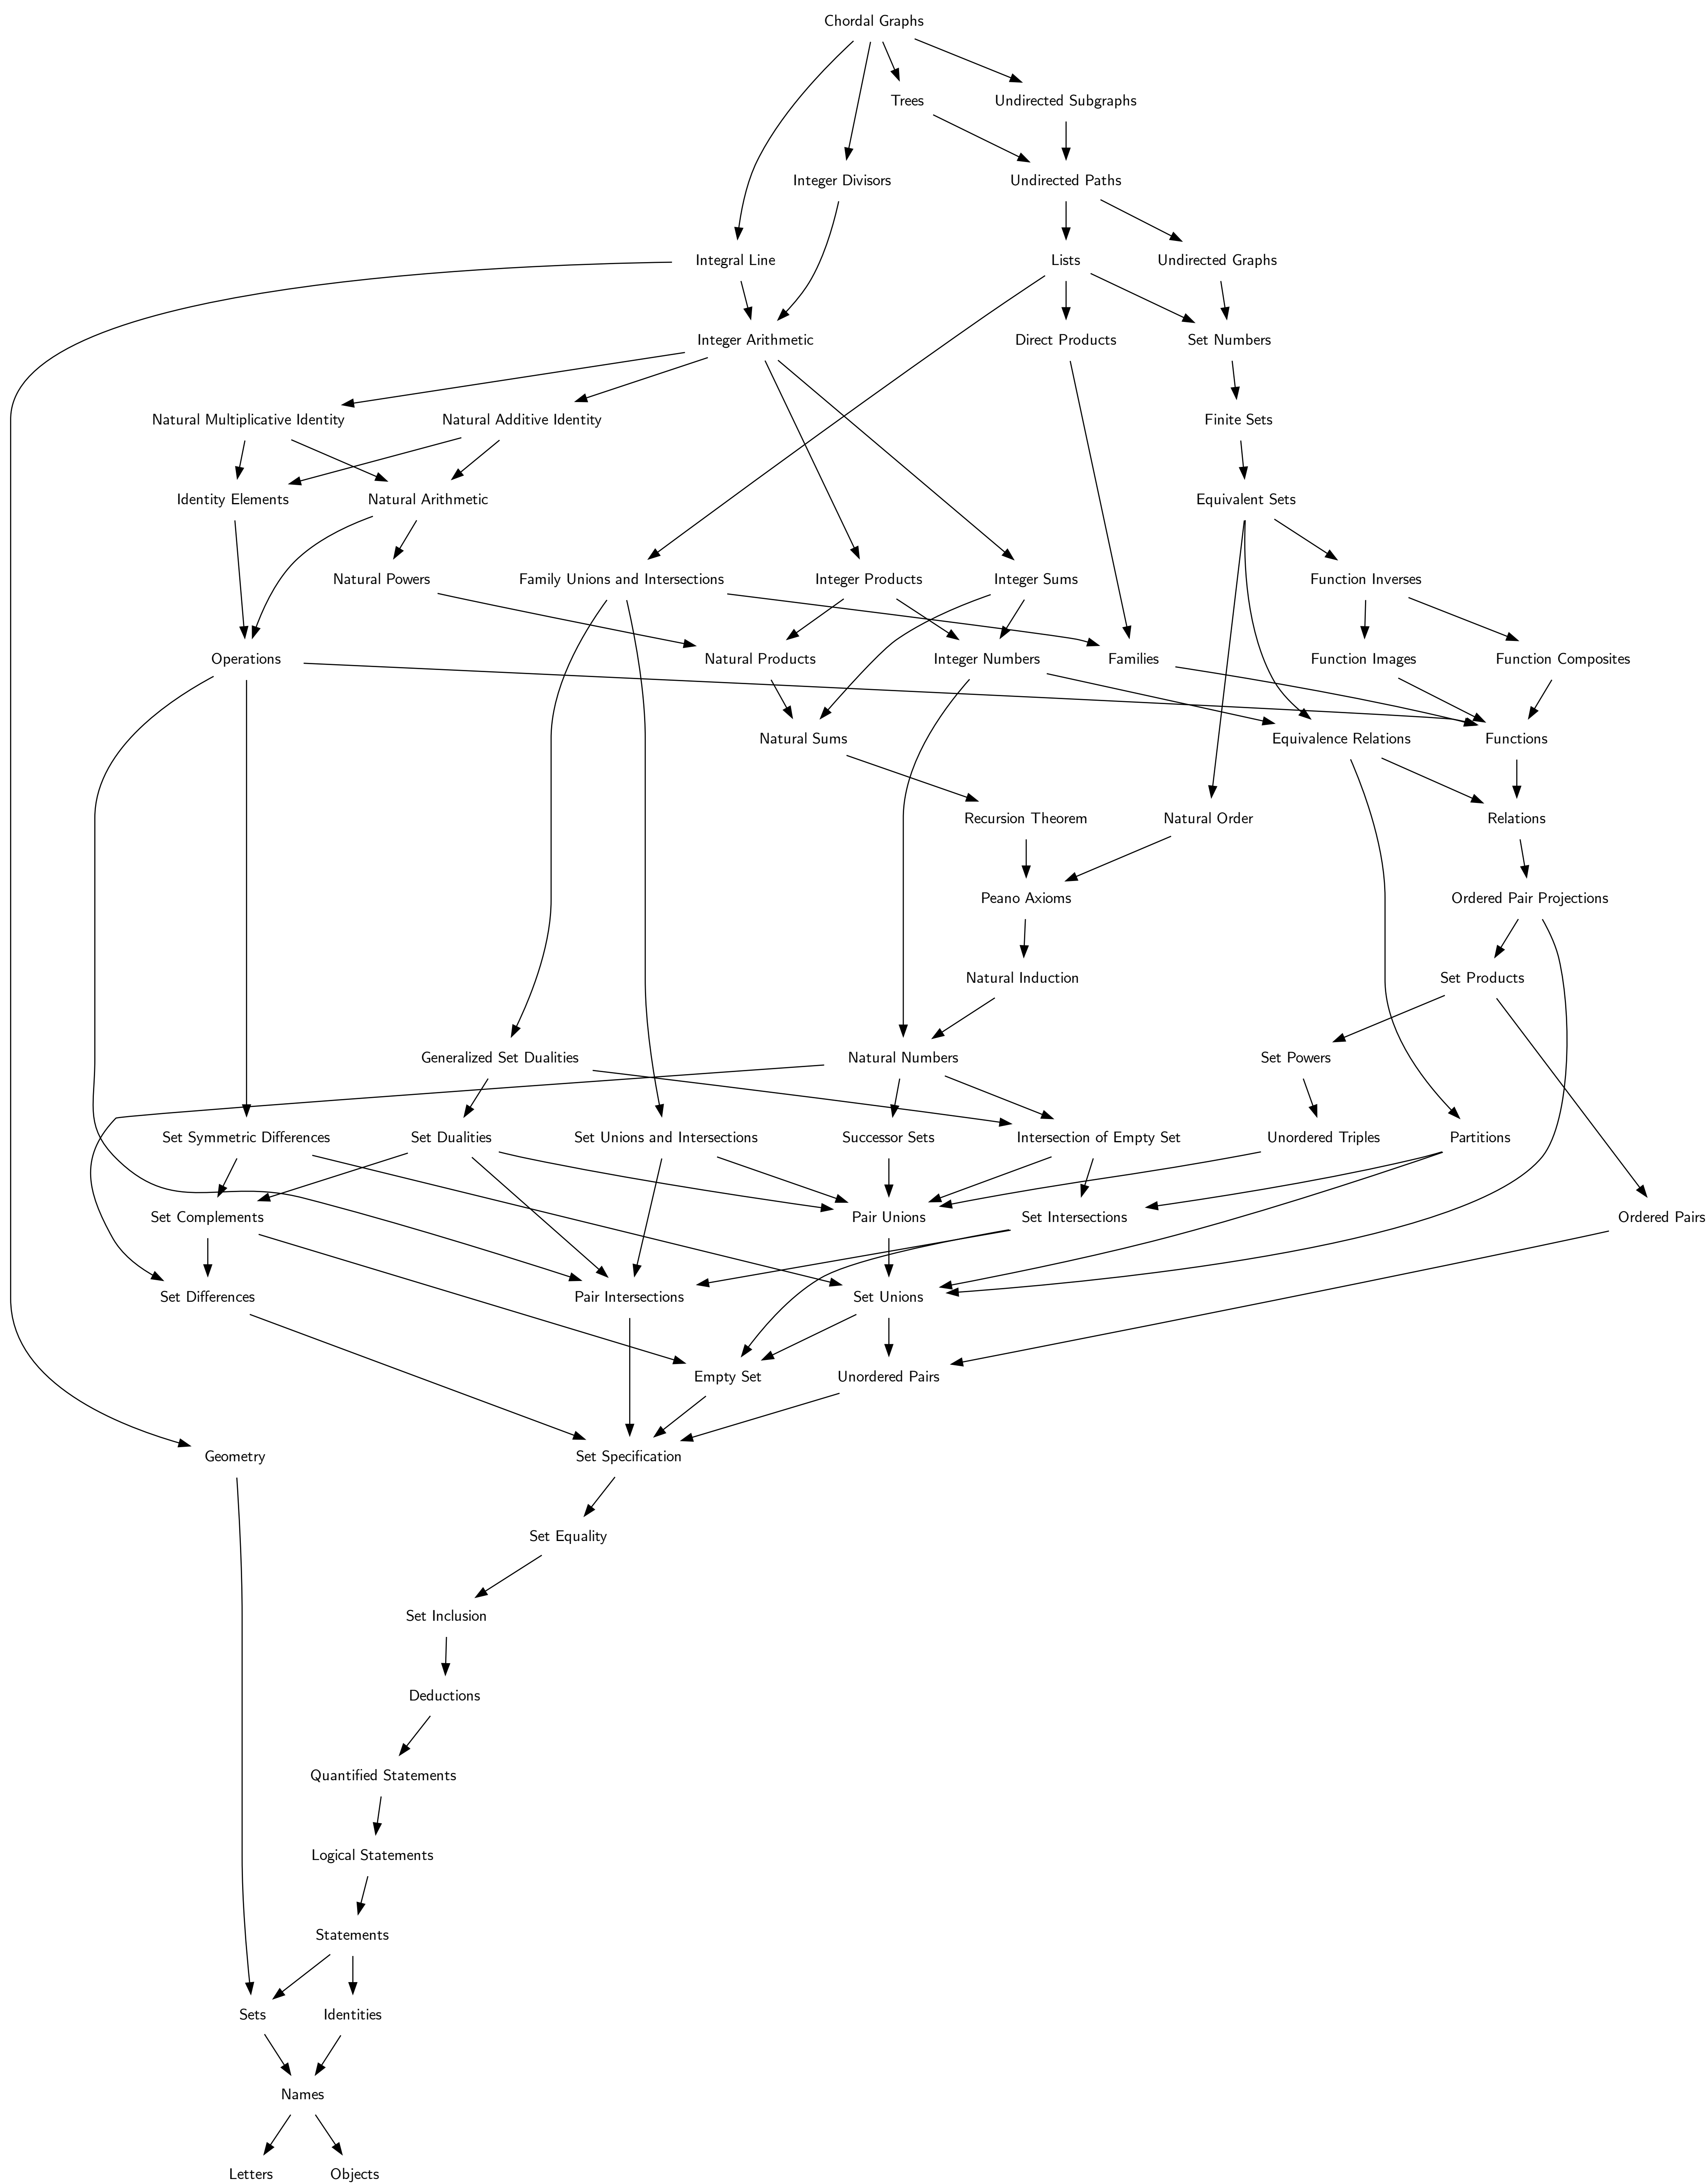 Chordal Graphs
Trees
Undirected Subgraphs
Integer Divisors
Undirected Paths
Integral Line
Lists
Undirected Graphs
Integer Arithmetic
Direct Products
Set Numbers
Natural Multiplicative Identity
Natural Additive Identity
Finite Sets
Identity Elements
Natural Arithmetic
Equivalent Sets
Natural Powers
Family Unions and Intersections
Integer Products
Integer Sums
Function Inverses
Operations
Natural Products
Integer Numbers
Families
Function Images
Function Composites
Natural Sums
Equivalence Relations
Functions
Recursion Theorem
Natural Order
Relations
Peano Axioms
Ordered Pair Projections
Natural Induction
Set Products
Generalized Set Dualities
Natural Numbers
Set Powers
Set Symmetric Differences
Set Dualities
Set Unions and Intersections
Successor Sets
Intersection of Empty Set
Unordered Triples
Partitions
Set Complements
Pair Unions
Set Intersections
Ordered Pairs
Set Differences
Pair Intersections
Set Unions
Empty Set
Unordered Pairs
Geometry
Set Specification
Set Equality
Set Inclusion
Deductions
Quantified Statements
Logical Statements
Statements
Sets
Identities
Names
Letters
Objects